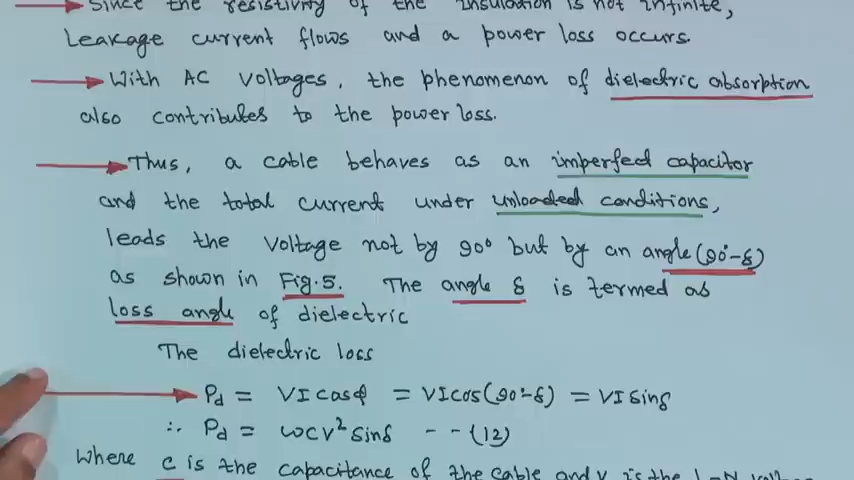 Since the resistivity of the insulation is not infinite,
Leakage current flows and a power loss occurs.
With AC voltages, the phenomenon of dielectric absorption
also contributes to the power loss.
Thus, a cable behaves as an imperfect capacitor
and the total current under unloaded conditions,
leads the voltage not by 90° but by an angle (90°-δ)
as shown in Fig.5. The angle δ is termed as
loss angle of dielectric
The dielectric loss
Pd = VI cosϕ = VI cos(90°-δ) = VI sinδ
∴ Pd = ωCV² sinδ --(12)
Where C is the capacitance of the cable and V is the L-N